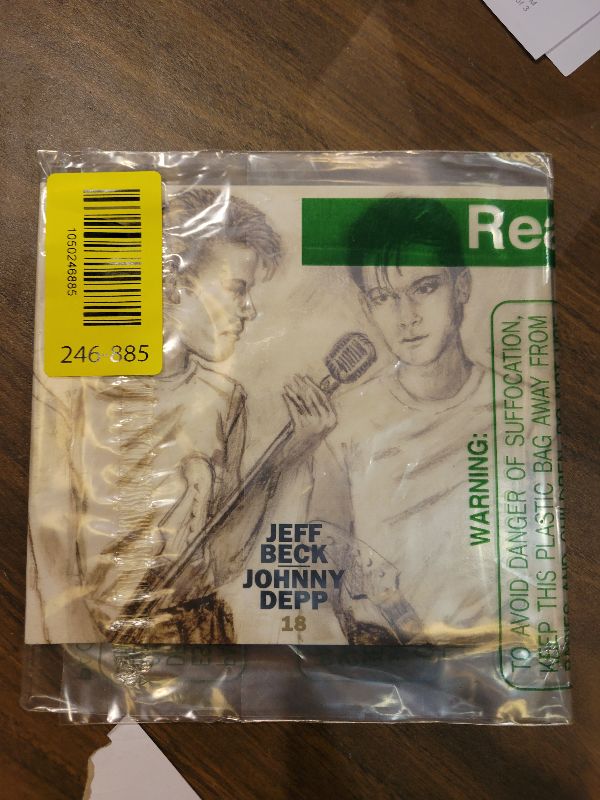 1050246885
246-885
Rea
WARNING:
TO AVOID DANGER OF SUFFOCATION,
KEEP THIS PLASTIC BAG AWAY FROM
JEFF
BECK
JOHNNY
DEPP
18